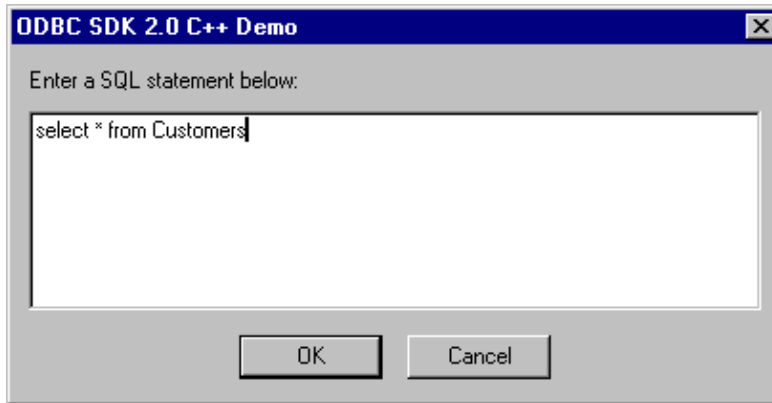 ODBC SDK 2.0 C++ Demo
Enter a SQL statement below:
select * from Customers
OK
Cancel